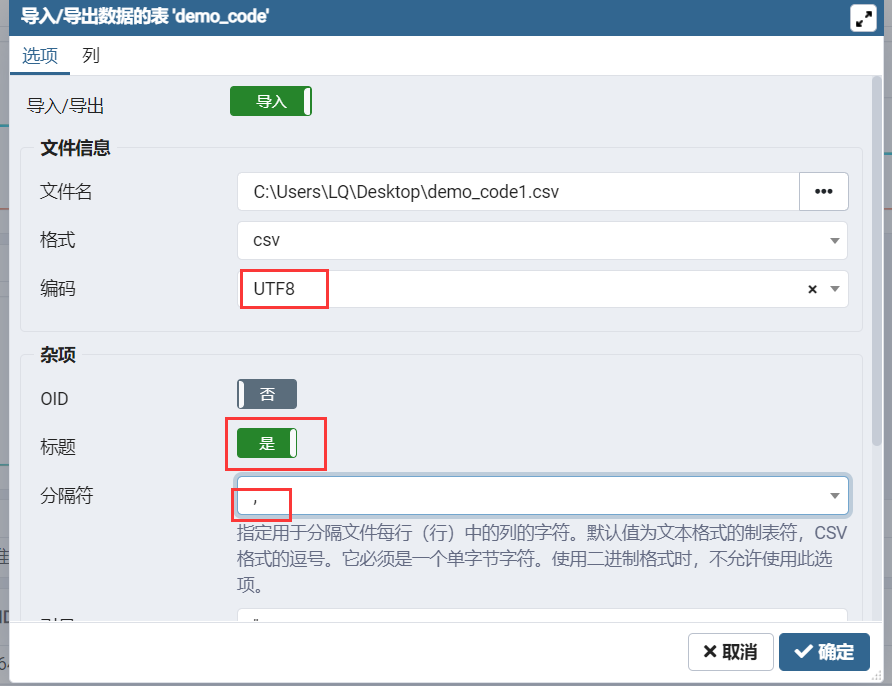 导入/导出数据的表 'demo_code'
选项 列
导入/导出 导入
文件信息
文件名 C:\Users\LQ\Desktop\demo_code1.csv •••
格式 csv
编码 UTF8 ×
杂项
OID 否
标题 是
分隔符 ,
指定用于分隔文件每行（行）中的列的字符。默认值为文本格式的制表符，CSV
格式的逗号。它必须是一个单字节字符。使用二进制格式时，不允许使用此选
项。
取消 确定